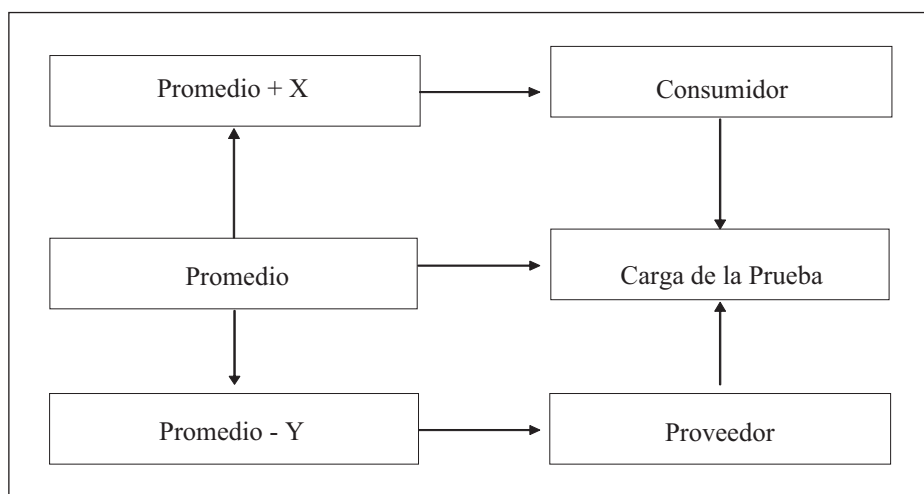 Promedio + X
Consumidor
Promedio
Carga de la Prueba
Promedio - Y
Proveedor